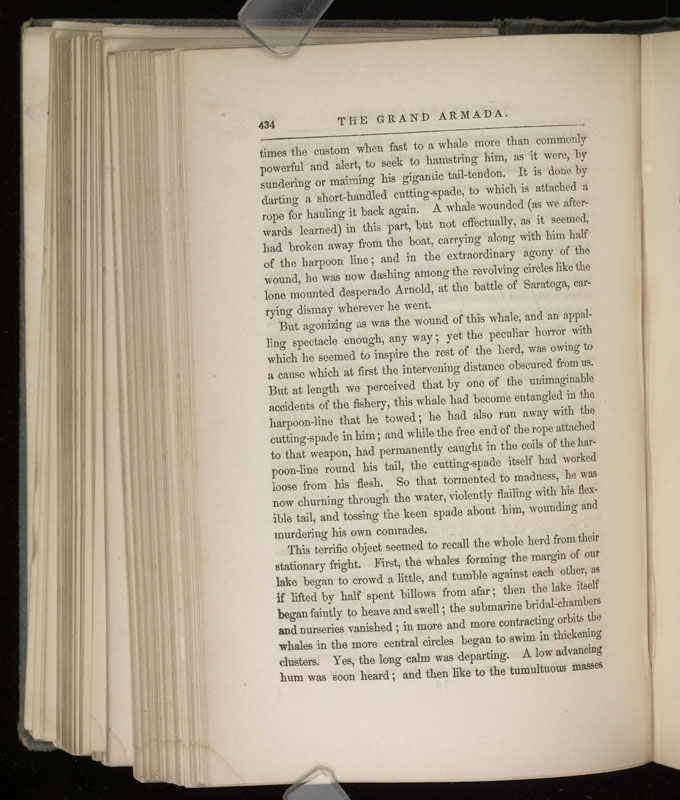 434 THE GRAND ARMADA.
times the custom when fast to a whale more than commonly
powerful and alert, to seek to hamstring him, as it were, by
sundering or maiming his gigantic tail-tendon. It is done by
darting a short-handled cutting-spade, to which is attached a
rope for hauling it back again. A whale wounded (as we after-
wards learned) in this part, but not effectually, as it seemed,
had broken away from the boat, carrying along with him half
of the harpoon line; and in the extraordinary agony of the
wound, he was now dashing among the revolving circles like the
lone mounted desperado Arnold, at the battle of Saratoga, car-
rying dismay wherever he went.
But agonizing as was the wound of this whale, and an appal-
ling spectacle enough, any way; yet the peculiar horror with
which he seemed to inspire the rest of the herd, was owing to
a cause which at first the intervening distance obscured from us.
But at length we perceived that by one of the unimaginable
accidents of the fishery, this whale had become entangled in the
harpoon-line that he towed; he had also run away with the
cutting-spade in him; and while the free end of the rope attached
to that weapon, had permanently caught in the coils of the har-
poon-line round his tail, the cutting-spade itself had worked
loose from his flesh. So that tormented to madness, he was
now churning through the water, violently flailing with his flex-
ible tail, and tossing the keen spade about him, wounding and
murdering his own comrades.
This terrific object seemed to recall the whole herd from their
stationary fright. First, the whales forming the margin of our
lake began to crowd a little, and tumble against each other, as
if lifted by half spent billows from afar; then the lake itself
began faintly to heave and swell; the submarine bridal-chambers
and nurseries vanished; in more and more contracting orbits the
whales in the more central circles began to swim in thickening
clusters. Yes, the long calm was departing. A low advancing
hum was soon heard; and then like to the tumultuous masses